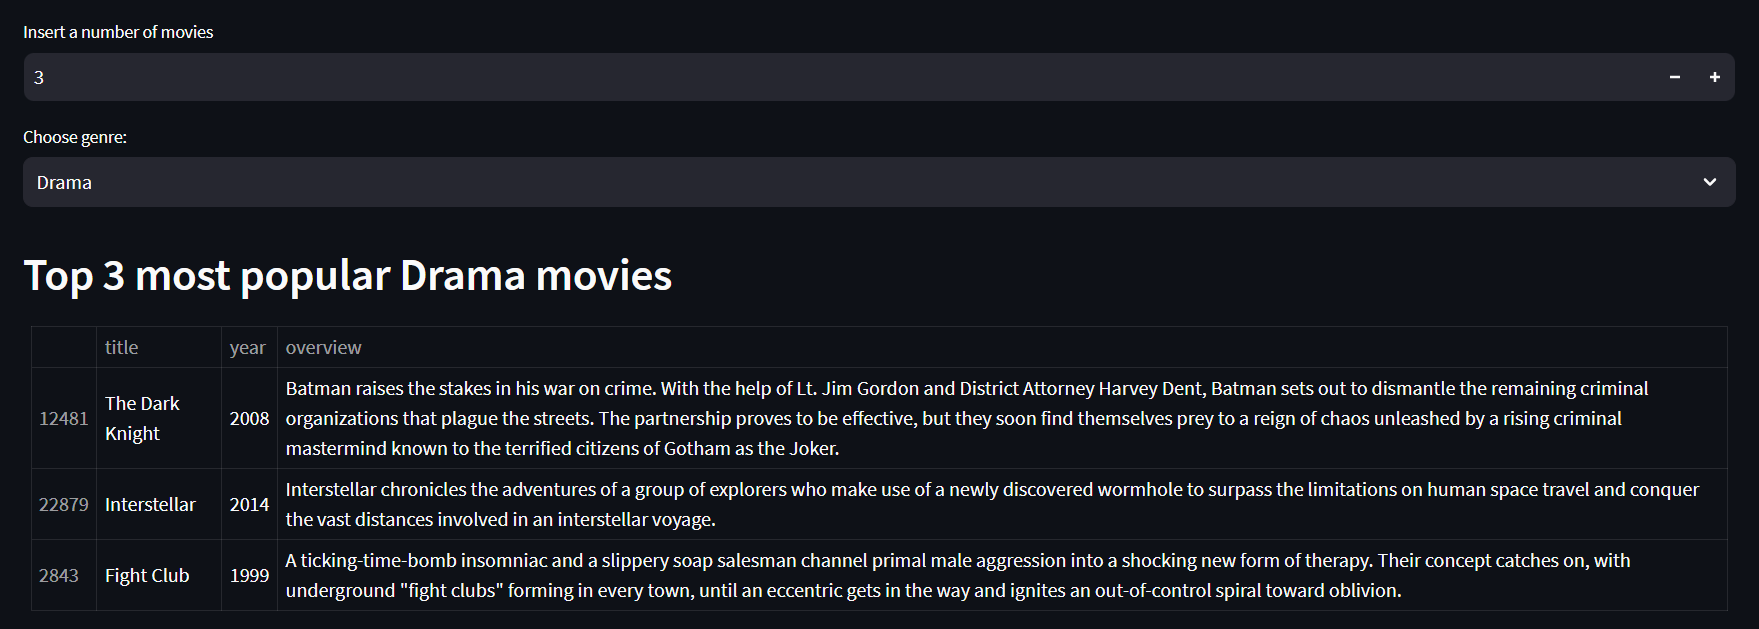 Insert a number of movies
3
Choose genre:
Drama
Top 3 most popular Drama movies
title year overview
12481 The Dark Knight 2008 Batman raises the stakes in his war on crime. With the help of Lt. Jim Gordon and District Attorney Harvey Dent, Batman sets out to dismantle the remaining criminal
organizations that plague the streets. The partnership proves to be effective, but they soon find themselves prey to a reign of chaos unleashed by a rising criminal
mastermind known to the terrified citizens of Gotham as the Joker.
22879 Interstellar 2014 Interstellar chronicles the adventures of a group of explorers who make use of a newly discovered wormhole to surpass the limitations on human space travel and conquer
the vast distances involved in an interstellar voyage.
2843 Fight Club 1999 A ticking-time-bomb insomniac and a slippery soap salesman channel primal male aggression into a shocking new form of therapy. Their concept catches on, with
underground "fight clubs" forming in every town, until an eccentric gets in the way and ignites an out-of-control spiral toward oblivion.